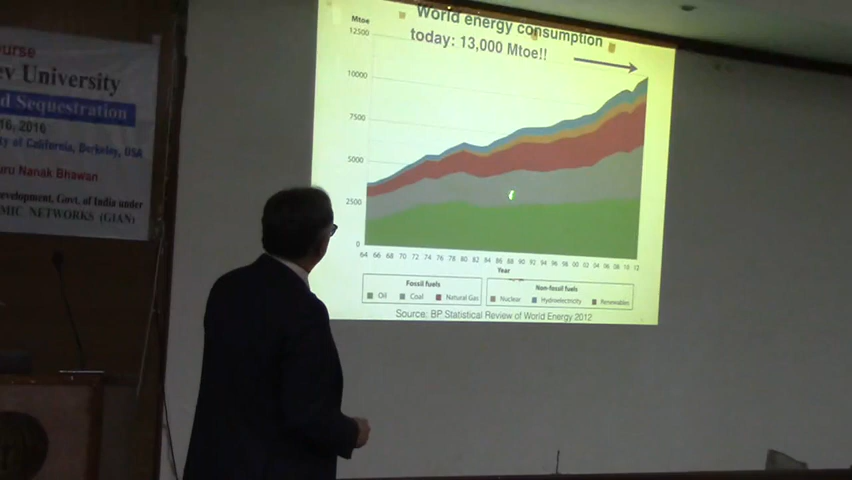 urse
ev University
d Sequestration
16, 2016
ty of California, Berkeley, USA
ru Nanak Bhawan
evelopment, Govt. of India under
MIC NETWORKS (GIAN)
World energy consumption
today: 13,000 Mtoe!!
Mtoe
12500
10000
7500
5000
2500
0
64 66 68 70 72 74 76 78 80 82 84 86 88 90 92 94 96 98 00 02 04 06 08 10 12
Year
Fossil fuels
Oil Coal Natural Gas
Non-fossil fuels
Nuclear Hydroelectricity Renewables
Source: BP Statistical Review of World Energy 2012